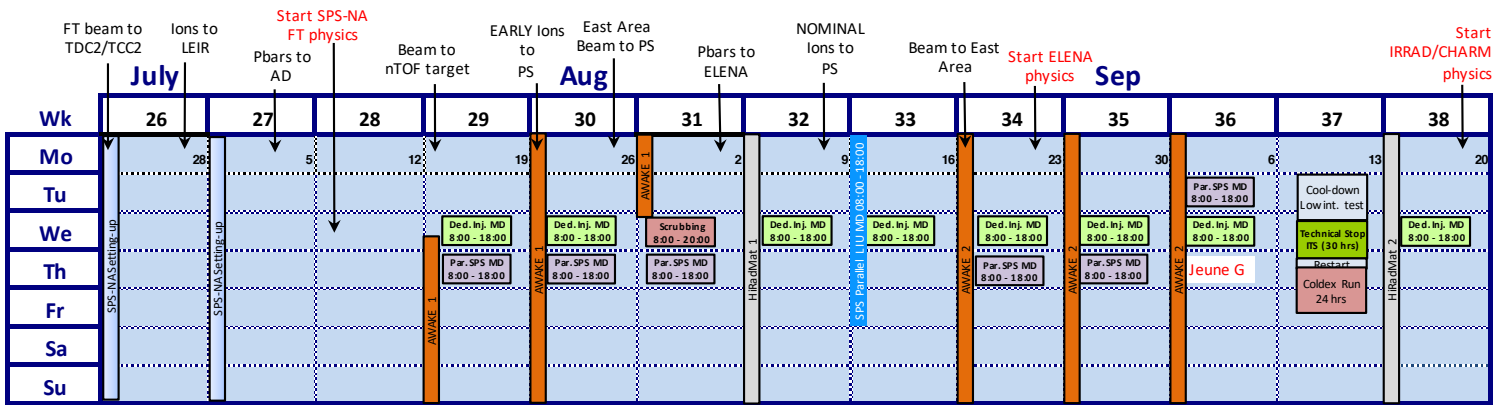 FT beam to
TDC2/TCC2
Ions to
LEIR
Start SPS-NA
FT physics
Pbars to
AD
Beam to
nTOF target
EARLY Ions
to
PS
East Area
Beam to PS
Pbars to
ELENA
NOMINAL
Ions to
PS
Beam to East
Area
Start ELENA
physics
Start
IRRAD/CHARM
physics
July
Aug
Sep
Wk 26 27 28 29 30 31 32 33 34 35 36 37 38
Mo 28 5 12 19 26 2 9 16 23 30 6 13 20
Tu
We
Th
Fr
Sa
Su
SPS-NA Setting-up
SPS-NA Setting-up
AWAKE 1
Ded. Inj. MD
8:00 - 18:00
Par. SPS MD
8:00 - 18:00
AWAKE 1
Ded. Inj. MD
8:00 - 18:00
Par. SPS MD
8:00 - 18:00
AWAKE 1
Scrubbing
8:00 - 20:00
Par. SPS MD
8:00 - 18:00
HiRadMat 1
Ded. Inj. MD
8:00 - 18:00
SPS Parallel LIU MD 08:00 - 18:00
Ded. Inj. MD
8:00 - 18:00
AWAKE 2
Ded. Inj. MD
8:00 - 18:00
Par. SPS MD
8:00 - 18:00
AWAKE 2
Ded. Inj. MD
8:00 - 18:00
Par. SPS MD
8:00 - 18:00
AWAKE 2
Par. SPS MD
8:00 - 18:00
Ded. Inj. MD
8:00 - 18:00
Jeune G
Cool-down
Low int. test
Technical Stop
ITS (30 hrs)
Restart
Coldex Run
24 hrs
HiRadMat 2
Ded. Inj. MD
8:00 - 18:00